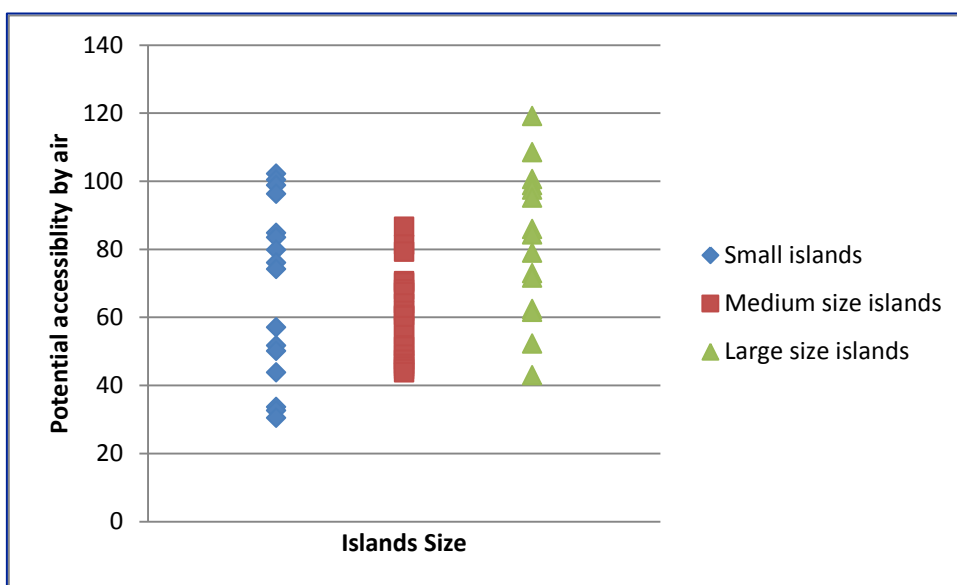 140
120
100
80
60
40
20
0
Potential accessiblity by air
Islands Size
Small islands
Medium size islands
Large size islands